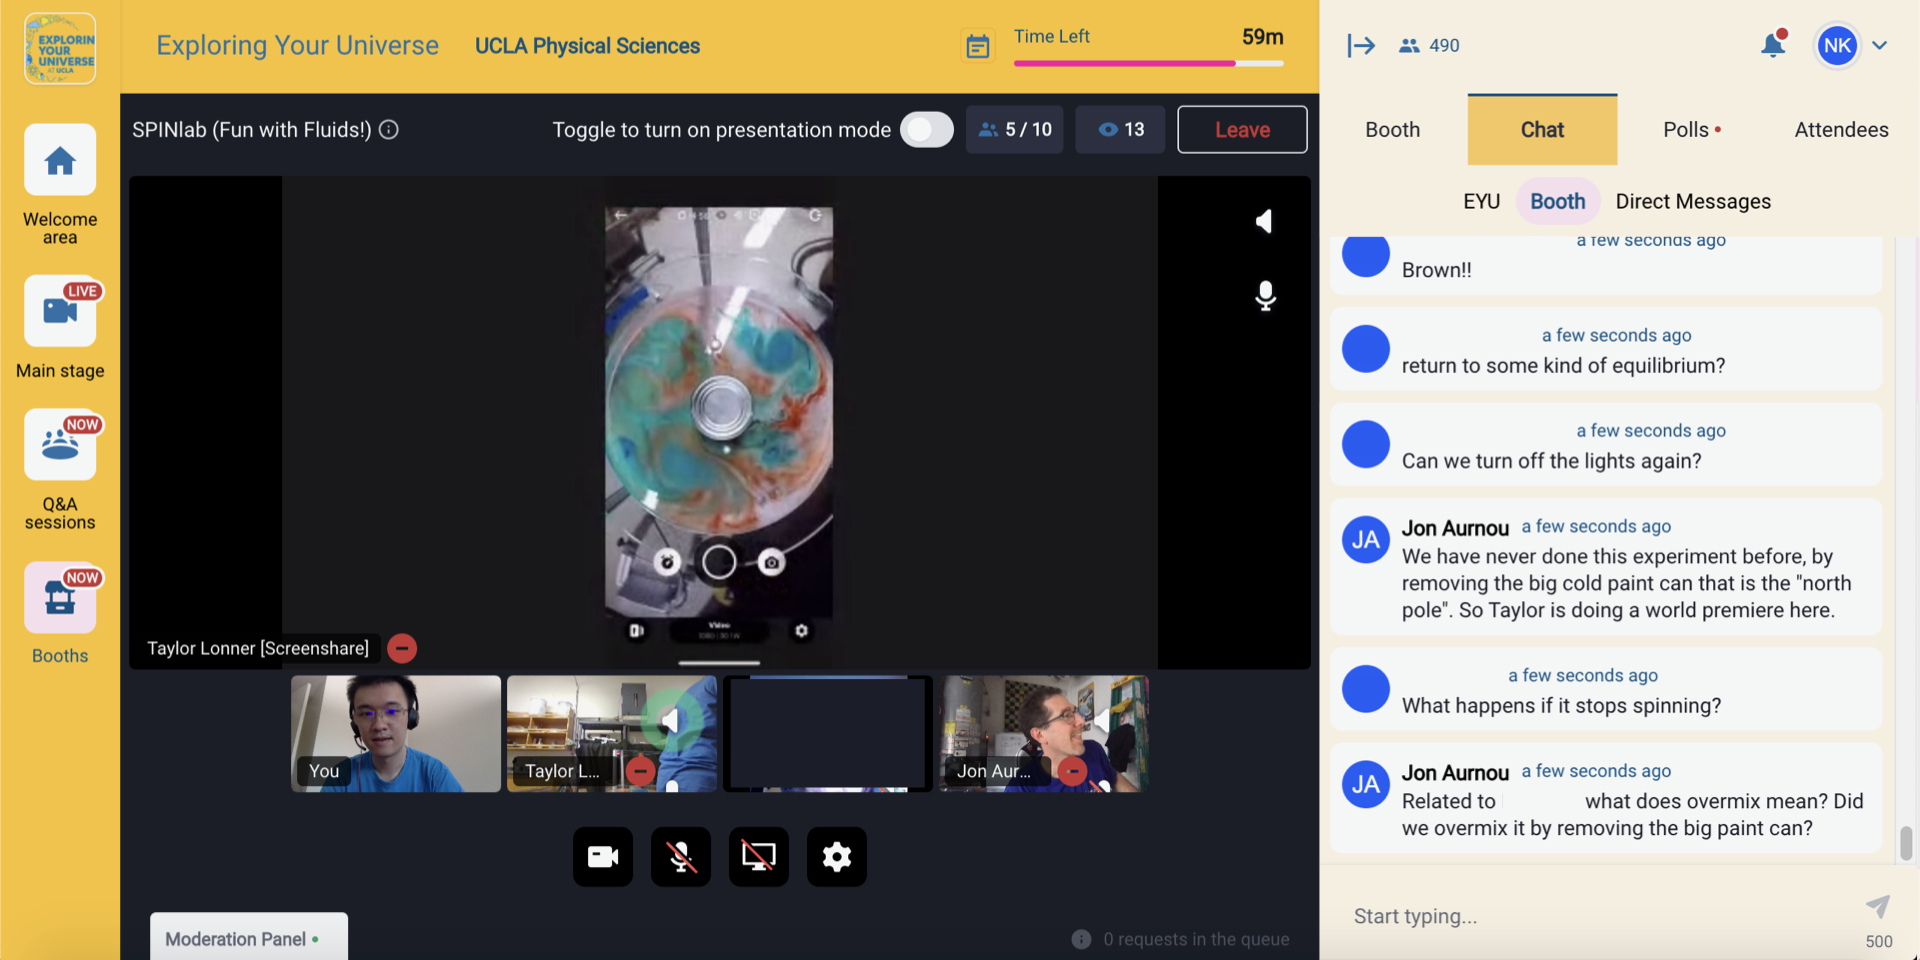 EXPLORIN
YOUR
UNIVERSE
AT UCLA
Exploring Your Universe
UCLA Physical Sciences
Time Left
59m
490
NK
Welcome
area
LIVE
Main stage
NOW
Q&A
sessions
NOW
Booths
SPINlab (Fun with Fluids!)
Toggle to turn on presentation mode
5 / 10
13
Leave
Video
Taylor Lonner [Screenshare]
You
Taylor L...
Jon Aur...
Moderation Panel
0 requests in the queue
Booth
Chat
Polls
Attendees
EYU
Booth
Direct Messages
a few seconds ago
Brown!!
a few seconds ago
return to some kind of equilibrium?
a few seconds ago
Can we turn off the lights again?
JA
Jon Aurnou a few seconds ago
We have never done this experiment before, by
removing the big cold paint can that is the "north
pole". So Taylor is doing a world premiere here.
a few seconds ago
What happens if it stops spinning?
JA
Jon Aurnou a few seconds ago
Related to what does overmix mean? Did
we overmix it by removing the big paint can?
Start typing...
500